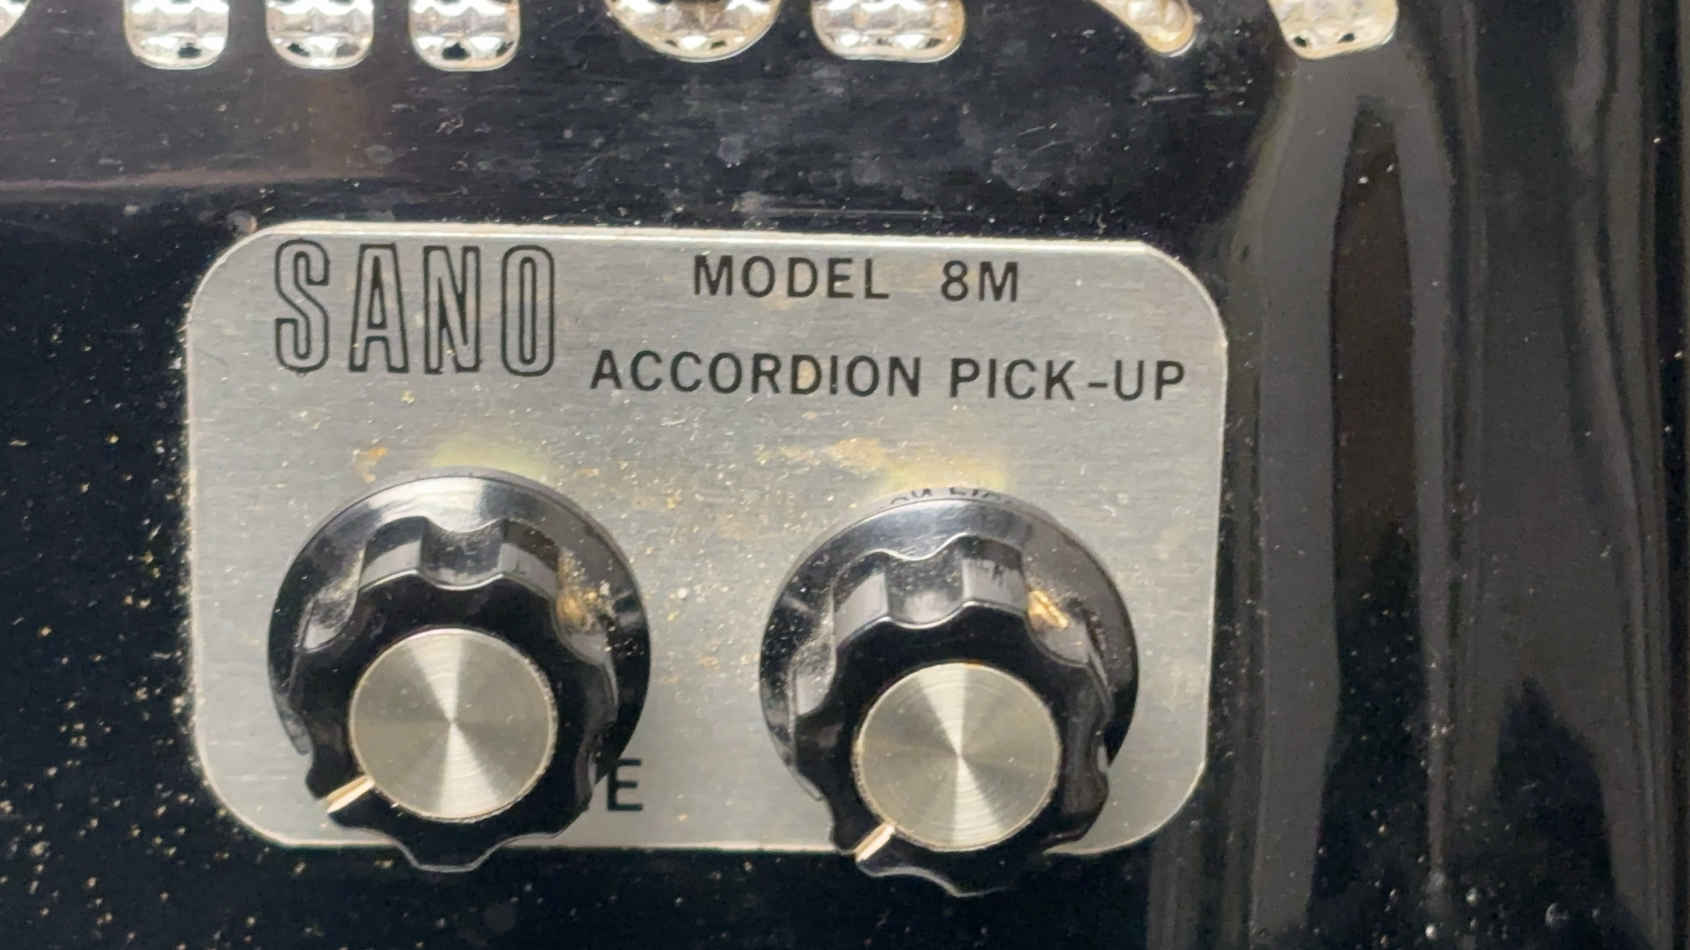 SANO
MODEL 8M
ACCORDION PICK-UP
E